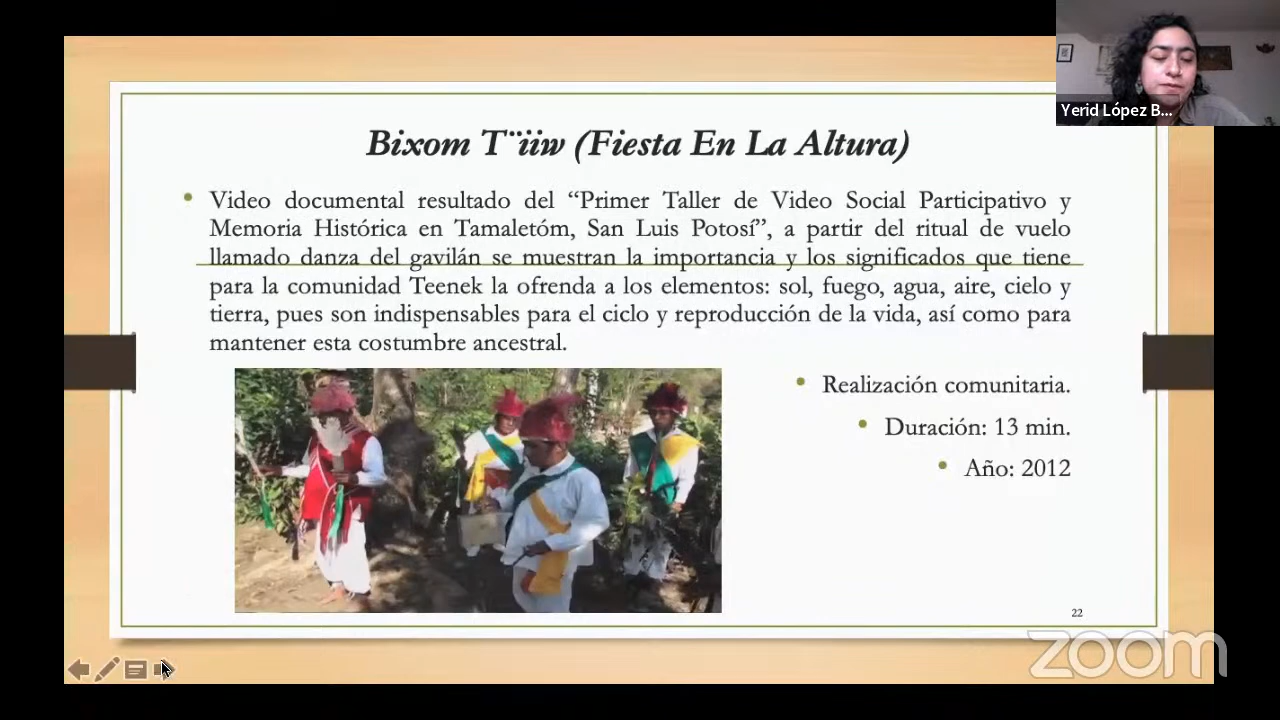 Yerid López B...
Bixom T¨iiw (Fiesta En La Altura)
Video documental resultado del “Primer Taller de Video Social Participativo y
Memoria Histórica en Tamaletóm, San Luis Potosí”, a partir del ritual de vuelo
llamado danza del gavilán se muestran la importancia y los significados que tiene
para la comunidad Teenek la ofrenda a los elementos: sol, fuego, agua, aire, cielo y
tierra, pues son indispensables para el ciclo y reproducción de la vida, así como para
mantener esta costumbre ancestral.
Realización comunitaria.
Duración: 13 min.
Año: 2012
22
zoom